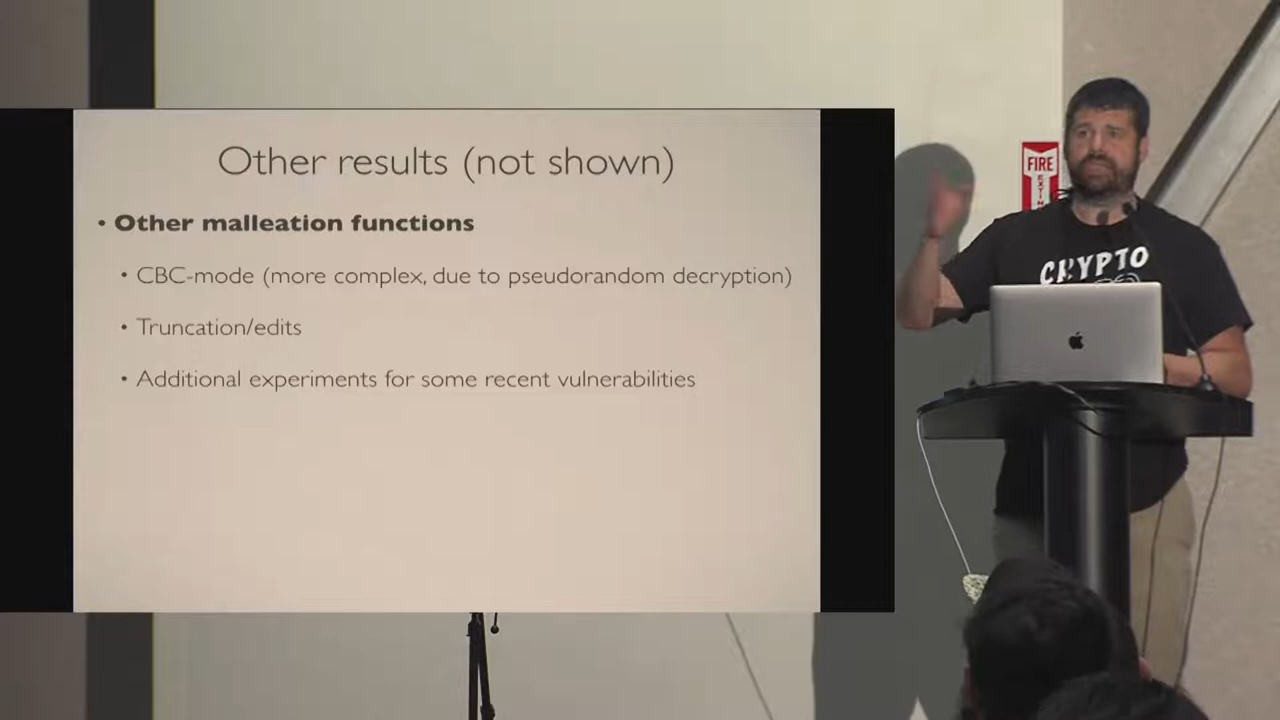 Other results (not shown)
• Other malleation functions
• CBC-mode (more complex, due to pseudorandom decryption)
• Truncation/edits
• Additional experiments for some recent vulnerabilities
FIRE
CRYPTO